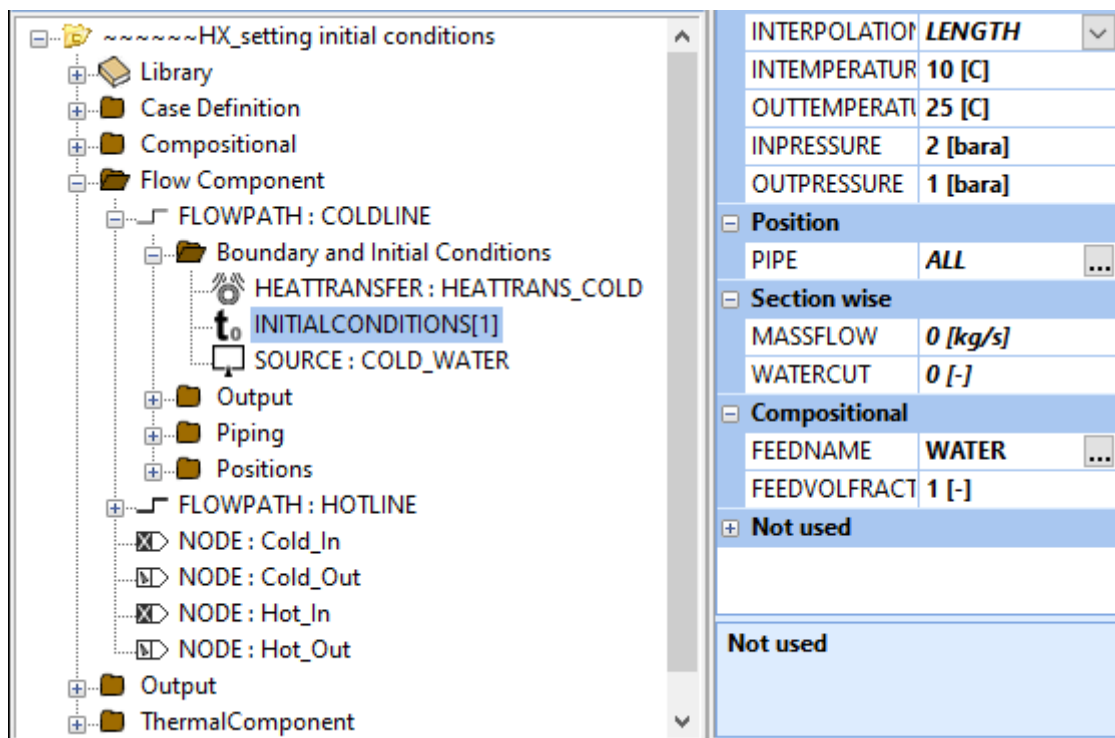 ~~~~~~HX_setting initial conditions
Library
Case Definition
Compositional
Flow Component
FLOWPATH : COLDLINE
Boundary and Initial Conditions
HEATTRANSFER : HEATTRANS_COLD
t0 INITIALCONDITIONS[1]
SOURCE : COLD_WATER
Output
Piping
Positions
FLOWPATH : HOTLINE
NODE : Cold_In
NODE : Cold_Out
NODE : Hot_In
NODE : Hot_Out
Output
ThermalComponent
INTERPOLATION LENGTH
INTEMPERATUR 10 [C]
OUTTEMPERATU 25 [C]
INPRESSURE 2 [bara]
OUTPRESSURE 1 [bara]
Position
PIPE ALL ...
Section wise
MASSFLOW 0 [kg/s]
WATERCUT 0 [-]
Compositional
FEEDNAME WATER ...
FEEDVOLFRACT 1 [-]
Not used
Not used